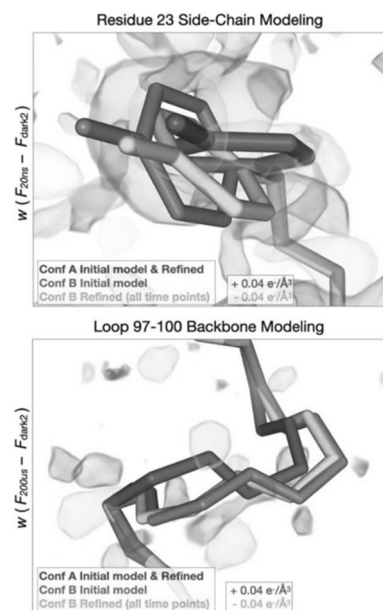 Residue 23 Side-Chain Modeling
w (F20ns − Fdark2)
Conf A Initial model & Refined
Conf B Initial model
Conf B Refined (all time points)
+ 0.04 e-/Å3
- 0.04 e-/Å3
Loop 97-100 Backbone Modeling
w (F200us − Fdark2)
Conf A Initial model & Refined
Conf B Initial model
Conf B Refined (all time points)
+ 0.04 e-/Å3
- 0.04 e-/Å3